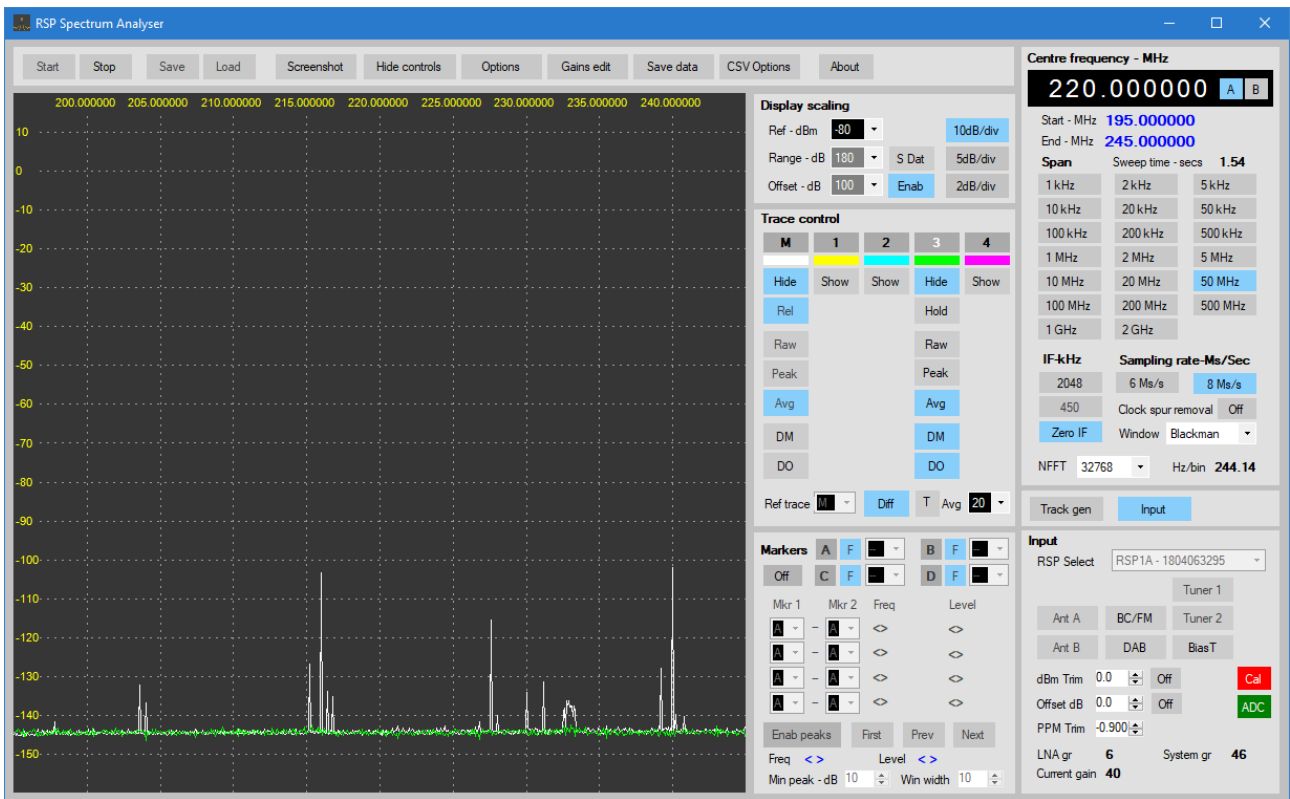 RSP Spectrum Analyser
Start Stop Save Load Screenshot Hide controls Options Gains edit Save data CSV Options About
200.000000 205.000000 210.000000 215.000000 220.000000 225.000000 230.000000 235.000000 240.000000
10
0
-10
-20
-30
-40
-50
-60
-70
-80
-90
-100
-110
-120
-130
-140
-150
Display scaling
Ref - dBm -80 10dB/div
Range - dB 180 S Dat 5dB/div
Offset - dB 100 Enab 2dB/div
Trace control
M 1 2 3 4
Hide Show Show Hide Show
Rel Hold
Raw Raw
Peak Peak
Avg Avg
DM DM
DO DO
Ref trace M Diff T Avg 20
Markers A F -- B F --
Off C F -- D F --
Mkr 1 Mkr 2 Freq Level
A – A <> <>
A – A <> <>
A – A <> <>
A – A <> <>
Enab peaks First Prev Next
Freq < > Level < >
Min peak - dB 10 Win width 10
Centre frequency - MHz
220.000000 A B
Start - MHz 195.000000
End - MHz 245.000000
Span Sweep time - secs 1.54
1 kHz 2 kHz 5 kHz
10 kHz 20 kHz 50 kHz
100 kHz 200 kHz 500 kHz
1 MHz 2 MHz 5 MHz
10 MHz 20 MHz 50 MHz
100 MHz 200 MHz 500 MHz
1 GHz 2 GHz
IF-kHz Sampling rate-Ms/Sec
2048 6 Ms/s 8 Ms/s
450 Clock spur removal Off
Zero IF Window Blackman
NFFT 32768 Hz/bin 244.14
Track gen Input
Input
RSP Select RSP1A - 1804063295
Tuner 1
Ant A BC/FM Tuner 2
Ant B DAB BiasT
dBm Trim 0.0 Off Cal
Offset dB 0.0 Off ADC
PPM Trim -0.900
LNA gr 6 System gr 46
Current gain 40